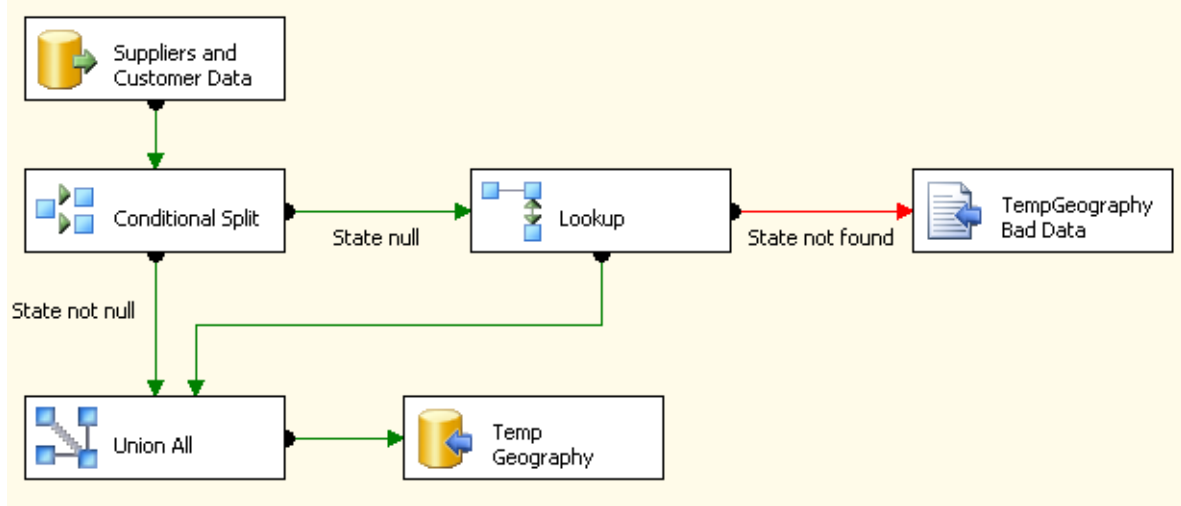 Suppliers and
Customer Data
Conditional Split
State null
Lookup
State not found
TempGeography
Bad Data
State not null
Union All
Temp
Geography